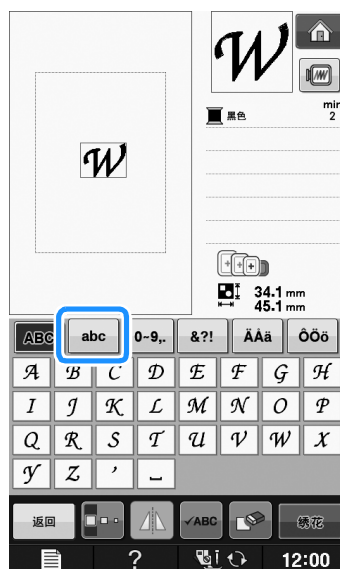 W
W
黑色
min
2
34.1 mm
45.1 mm
ABC abc 0~9,. &?! ÄÅä ÔÖö
A B C D E F G H
I J K L M N O P
Q R S T U V W X
Y Z ’ ⎵
返回 ✓ABC 绣花
? 12:00